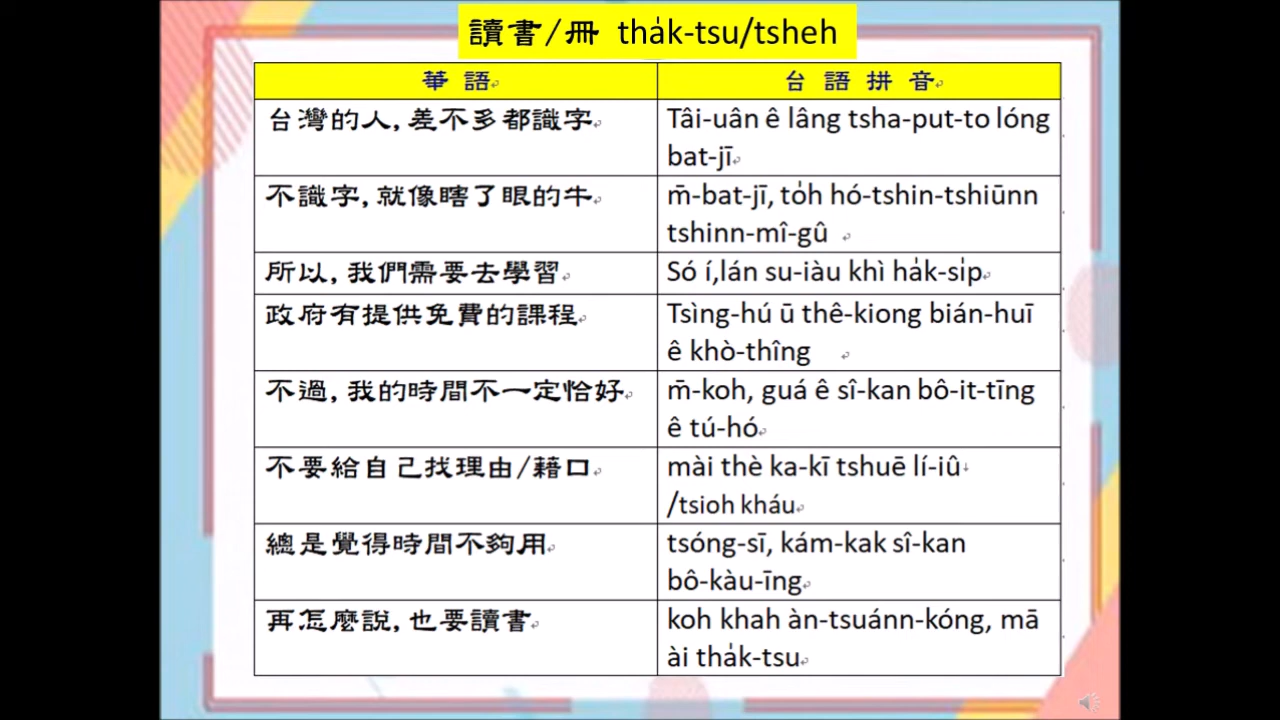 讀書/冊 tha̍k-tsu/tsheh
華 語
台 語 拼 音
台灣的人,差不多都識字
Tâi-uân ê lâng tsha-put-to lóng
bat-jī
不識字,就像瞎了眼的牛
m̄-bat-jī, to̍h hó-tshin-tshiūnn
tshinn-mî-gû
所以,我們需要去學習
Só í,lán su-iàu khì ha̍k-si̍p
政府有提供免費的課程
Tsìng-hú ū thê-kiong bián-huī
ê khò-thîng
不過,我的時間不一定恰好
m̄-koh, guá ê sî-kan bô-it-tīng
ê tú-hó
不要給自己找理由/藉口
mài thè ka-kī tshuē lí-iû
/tsioh kháu
總是覺得時間不夠用
tsóng-sī, kám-kak sî-kan
bô-kàu-īng
再怎麼說,也要讀書
koh khah àn-tsuánn-kóng, mā
ài tha̍k-tsu